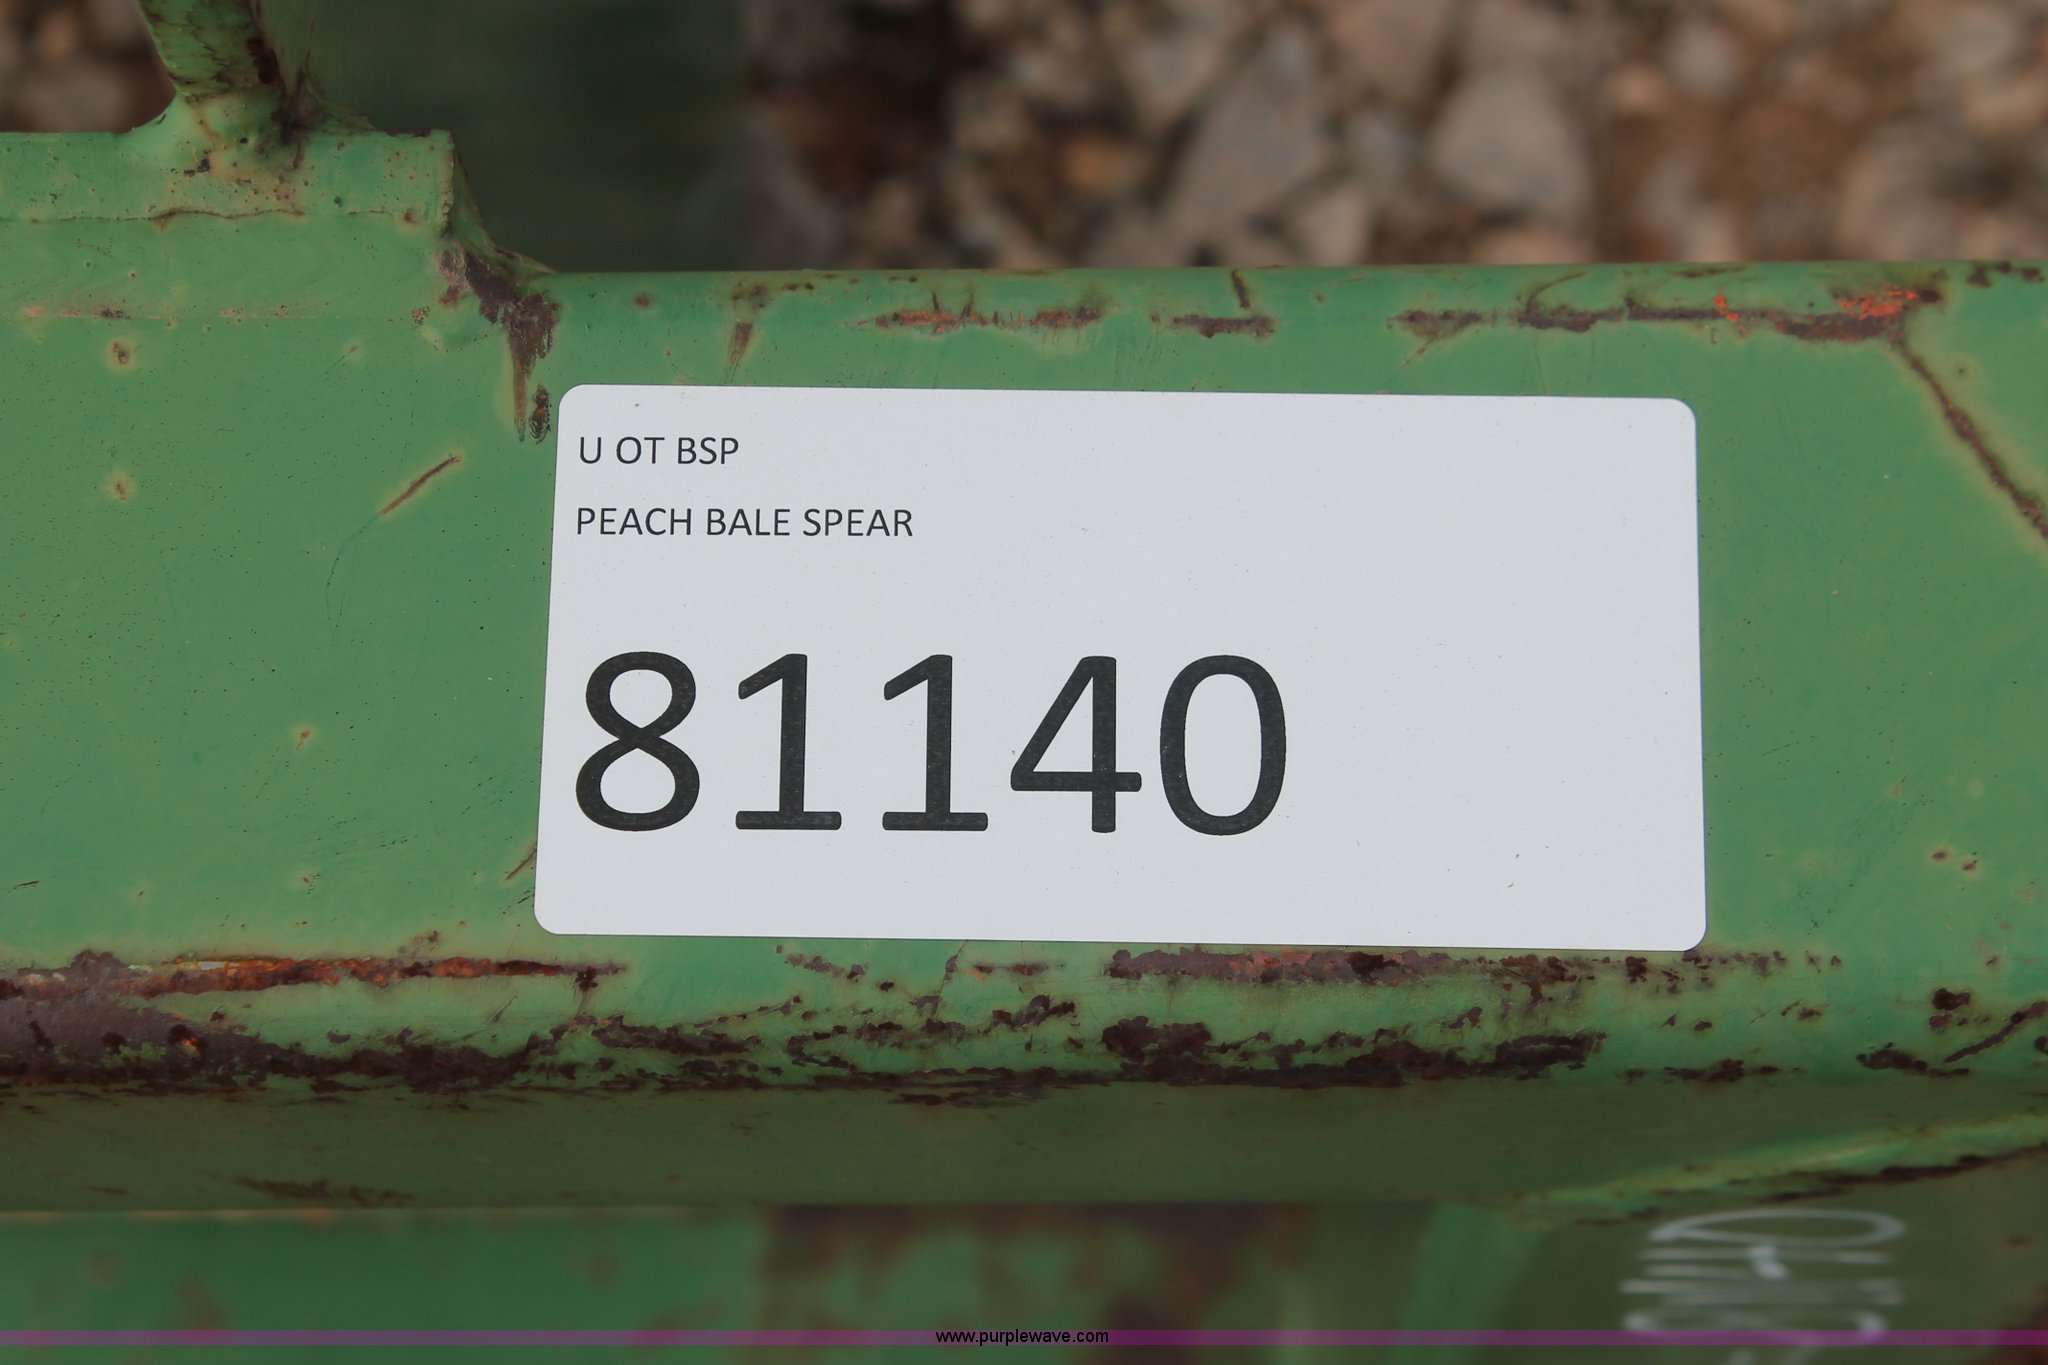 U OT BSP
PEACH BALE SPEAR
81140
www.purplewave.com